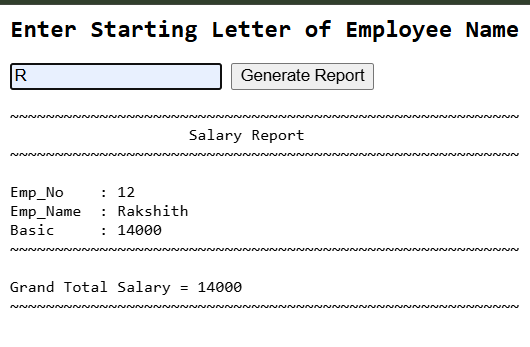 Enter Starting Letter of Employee Name
R Generate Report
~~~~~~~~~~~~~~~~~~~~~~~~~~~~~~~~~~~~~~~~~~~~~~~~~~~~~~~~~
Salary Report
~~~~~~~~~~~~~~~~~~~~~~~~~~~~~~~~~~~~~~~~~~~~~~~~~~~~~~~~~
Emp_No    : 12
Emp_Name  : Rakshith
Basic     : 14000
~~~~~~~~~~~~~~~~~~~~~~~~~~~~~~~~~~~~~~~~~~~~~~~~~~~~~~~~~
Grand Total Salary = 14000
~~~~~~~~~~~~~~~~~~~~~~~~~~~~~~~~~~~~~~~~~~~~~~~~~~~~~~~~~